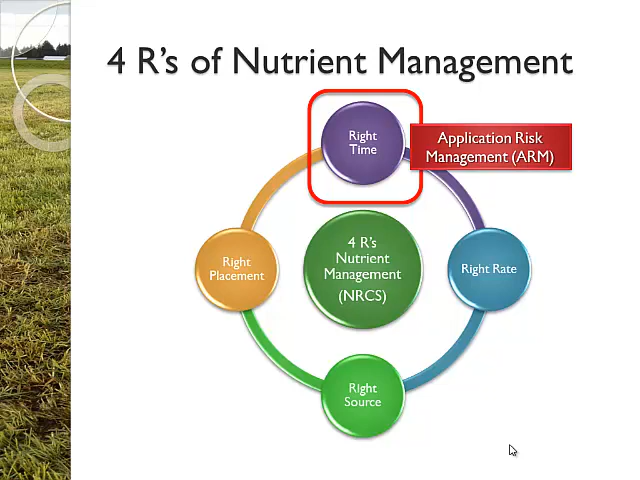 4 R's of Nutrient Management
Right
Time
Application Risk
Management (ARM)
4 R's
Nutrient
Management
(NRCS)
Right
Placement
Right Rate
Right
Source